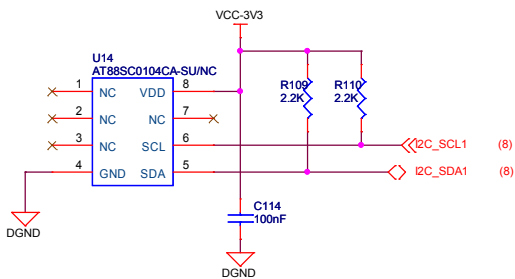 VCC-3V3
U14
AT88SC0104CA-SU/NC
1 NC VDD 8
2 NC NC 7
3 NC SCL 6
4 GND SDA 5
R109
2.2K
R110
2.2K
I2C_SCL1 (8)
I2C_SDA1 (8)
C114
100nF
DGND
DGND